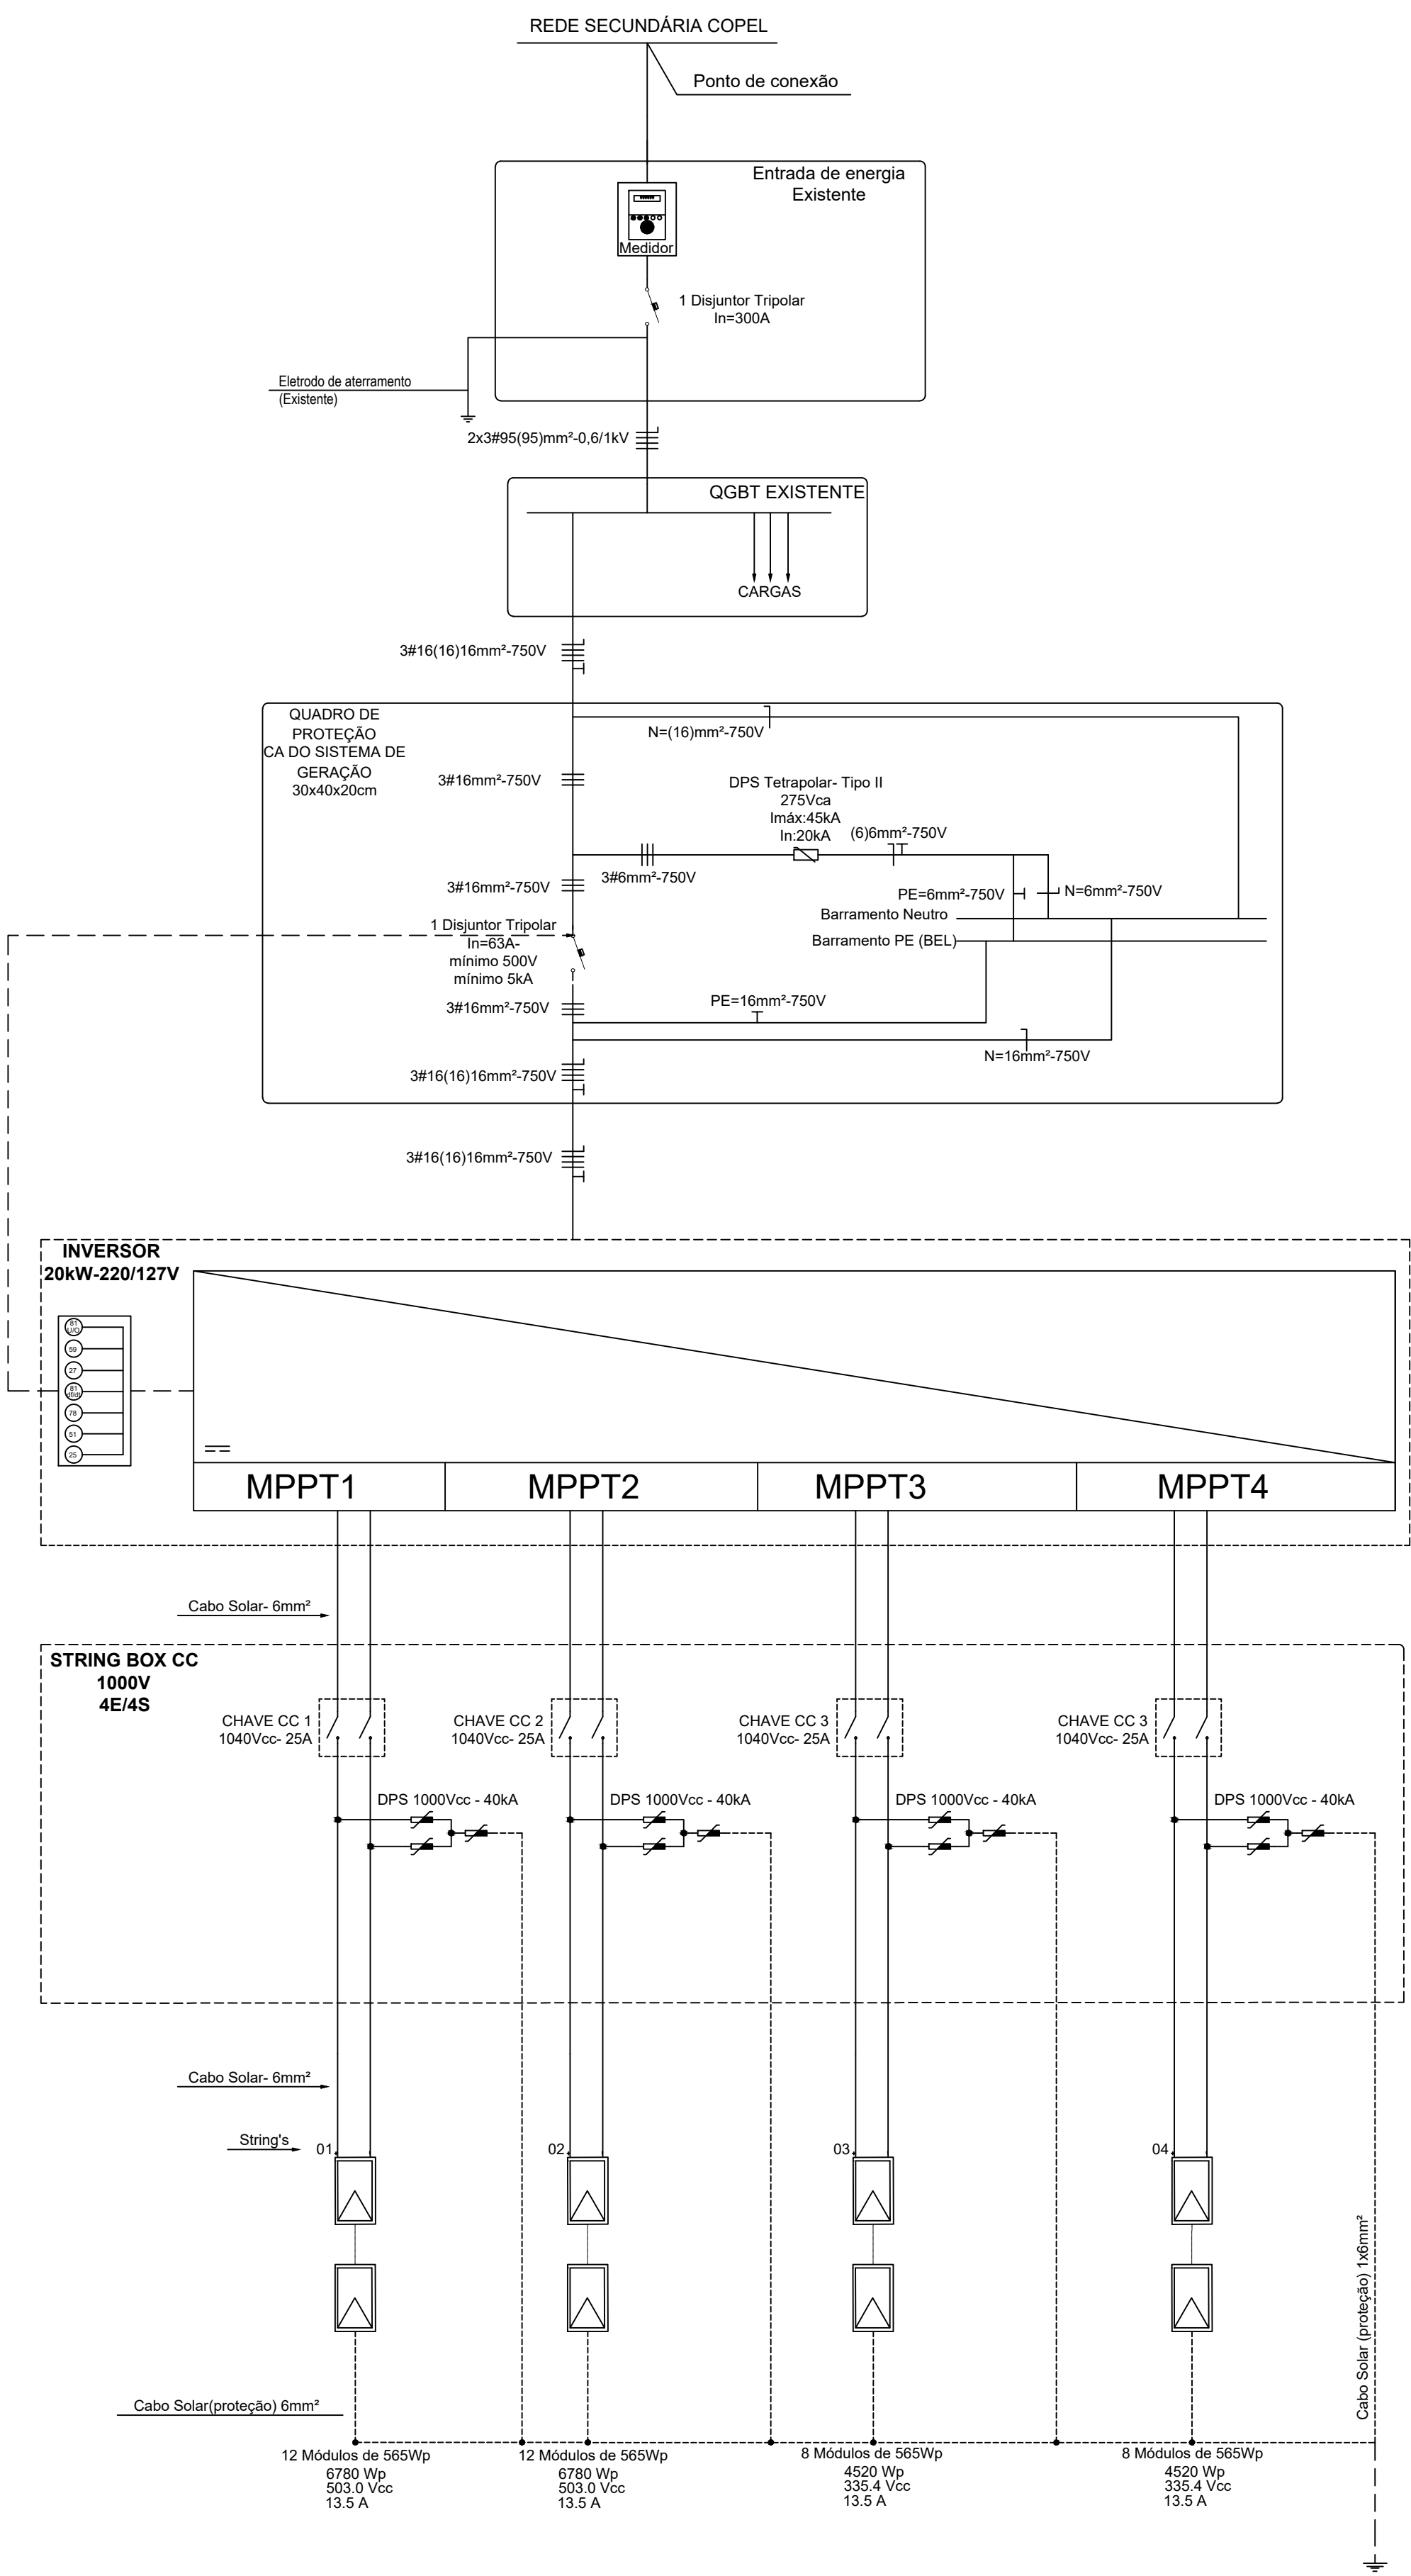 REDE SECUNDÁRIA COPEL
Ponto de conexão
Entrada de energia
Existente
Medidor
1 Disjuntor Tripolar
In=300A
Eletrodo de aterramento
(Existente)
2x3#95(95)mm²-0,6/1kV
QGBT EXISTENTE
CARGAS
3#16(16)16mm²-750V
QUADRO DE
PROTEÇÃO
CA DO SISTEMA DE
GERAÇÃO
30x40x20cm
N=(16)mm²-750V
3#16mm²-750V
DPS Tetrapolar- Tipo II
275Vca
Imáx:45kA
In:20kA
(6)6mm²-750V
3#6mm²-750V
3#16mm²-750V
PE=6mm²-750V
N=6mm²-750V
Barramento Neutro
Barramento PE (BEL)
1 Disjuntor Tripolar
In=63A-
mínimo 500V
mínimo 5kA
3#16mm²-750V
PE=16mm²-750V
N=16mm²-750V
3#16(16)16mm²-750V
3#16(16)16mm²-750V
INVERSOR
20kW-220/127V
81
U/O
59
27
81
df/dt
78
51
25
MPPT1
MPPT2
MPPT3
MPPT4
Cabo Solar- 6mm²
STRING BOX CC
1000V
4E/4S
CHAVE CC 1
1040Vcc- 25A
CHAVE CC 2
1040Vcc- 25A
CHAVE CC 3
1040Vcc- 25A
CHAVE CC 3
1040Vcc- 25A
DPS 1000Vcc - 40kA
DPS 1000Vcc - 40kA
DPS 1000Vcc - 40kA
DPS 1000Vcc - 40kA
Cabo Solar- 6mm²
String's
01
02
03
04
Cabo Solar (proteção) 1x6mm²
Cabo Solar(proteção) 6mm²
12 Módulos de 565Wp
6780 Wp
503.0 Vcc
13.5 A
12 Módulos de 565Wp
6780 Wp
503.0 Vcc
13.5 A
8 Módulos de 565Wp
4520 Wp
335.4 Vcc
13.5 A
8 Módulos de 565Wp
4520 Wp
335.4 Vcc
13.5 A